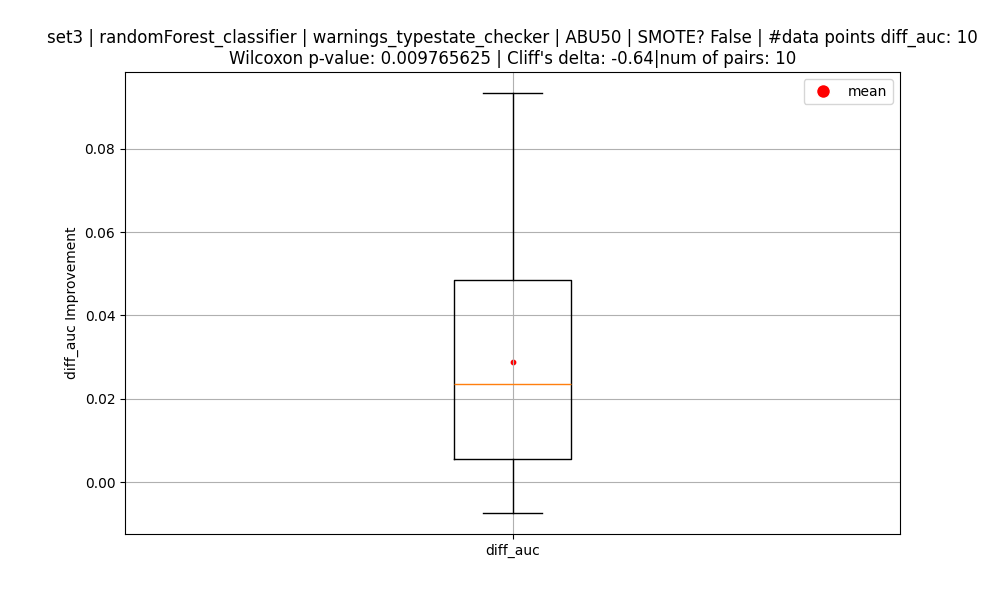 set3 | randomForest_classifier | warnings_typestate_checker | ABU50 | SMOTE? False | #data points diff_auc: 10
Wilcoxon p-value: 0.009765625 | Cliff's delta: -0.64|num of pairs: 10
mean
0.08
0.06
0.04
0.02
0.00
diff_auc Improvement
diff_auc